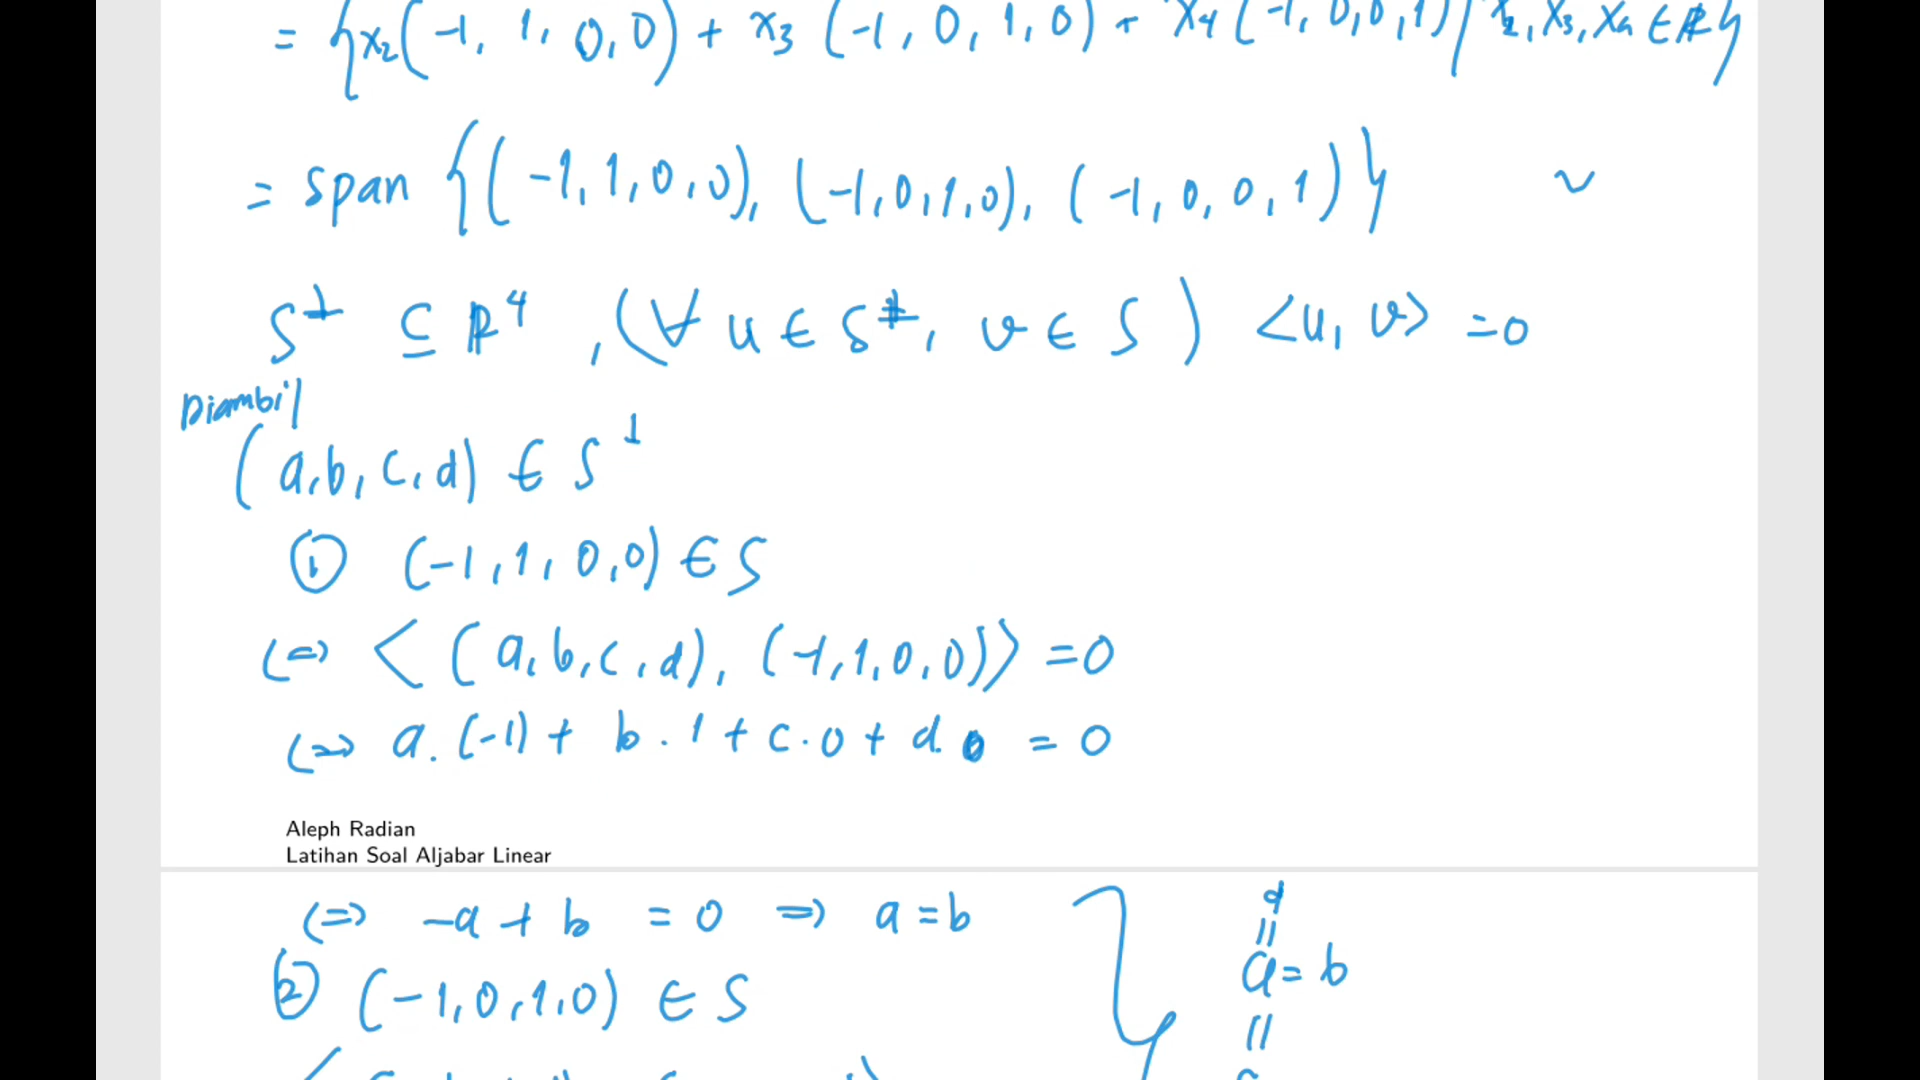 = {x₂(-1, 1, 0, 0) + x₃ (-1, 0, 1, 0) + x₄ (-1, 0, 0, 1) / x₂, x₃, x₄ ∈ ℝ}
= span {(-1, 1, 0, 0), (-1, 0, 1, 0), (-1, 0, 0, 1)} ~
S⊥ ⊆ ℝ⁴, (∀ u ∈ S⊥, v ∈ S) <u, v> = 0
Diambil
(a, b, c, d) ∈ S⊥
① (-1, 1, 0, 0) ∈ S
⇔ <(a, b, c, d), (-1, 1, 0, 0)> = 0
⇔ a. (-1) + b . 1 + c . 0 + d. 0 = 0
Aleph Radian
Latihan Soal Aljabar Linear
⇔ -a + b = 0 ⇒ a = b
d
=
a = b
=
② (-1, 0, 1, 0) ∈ S